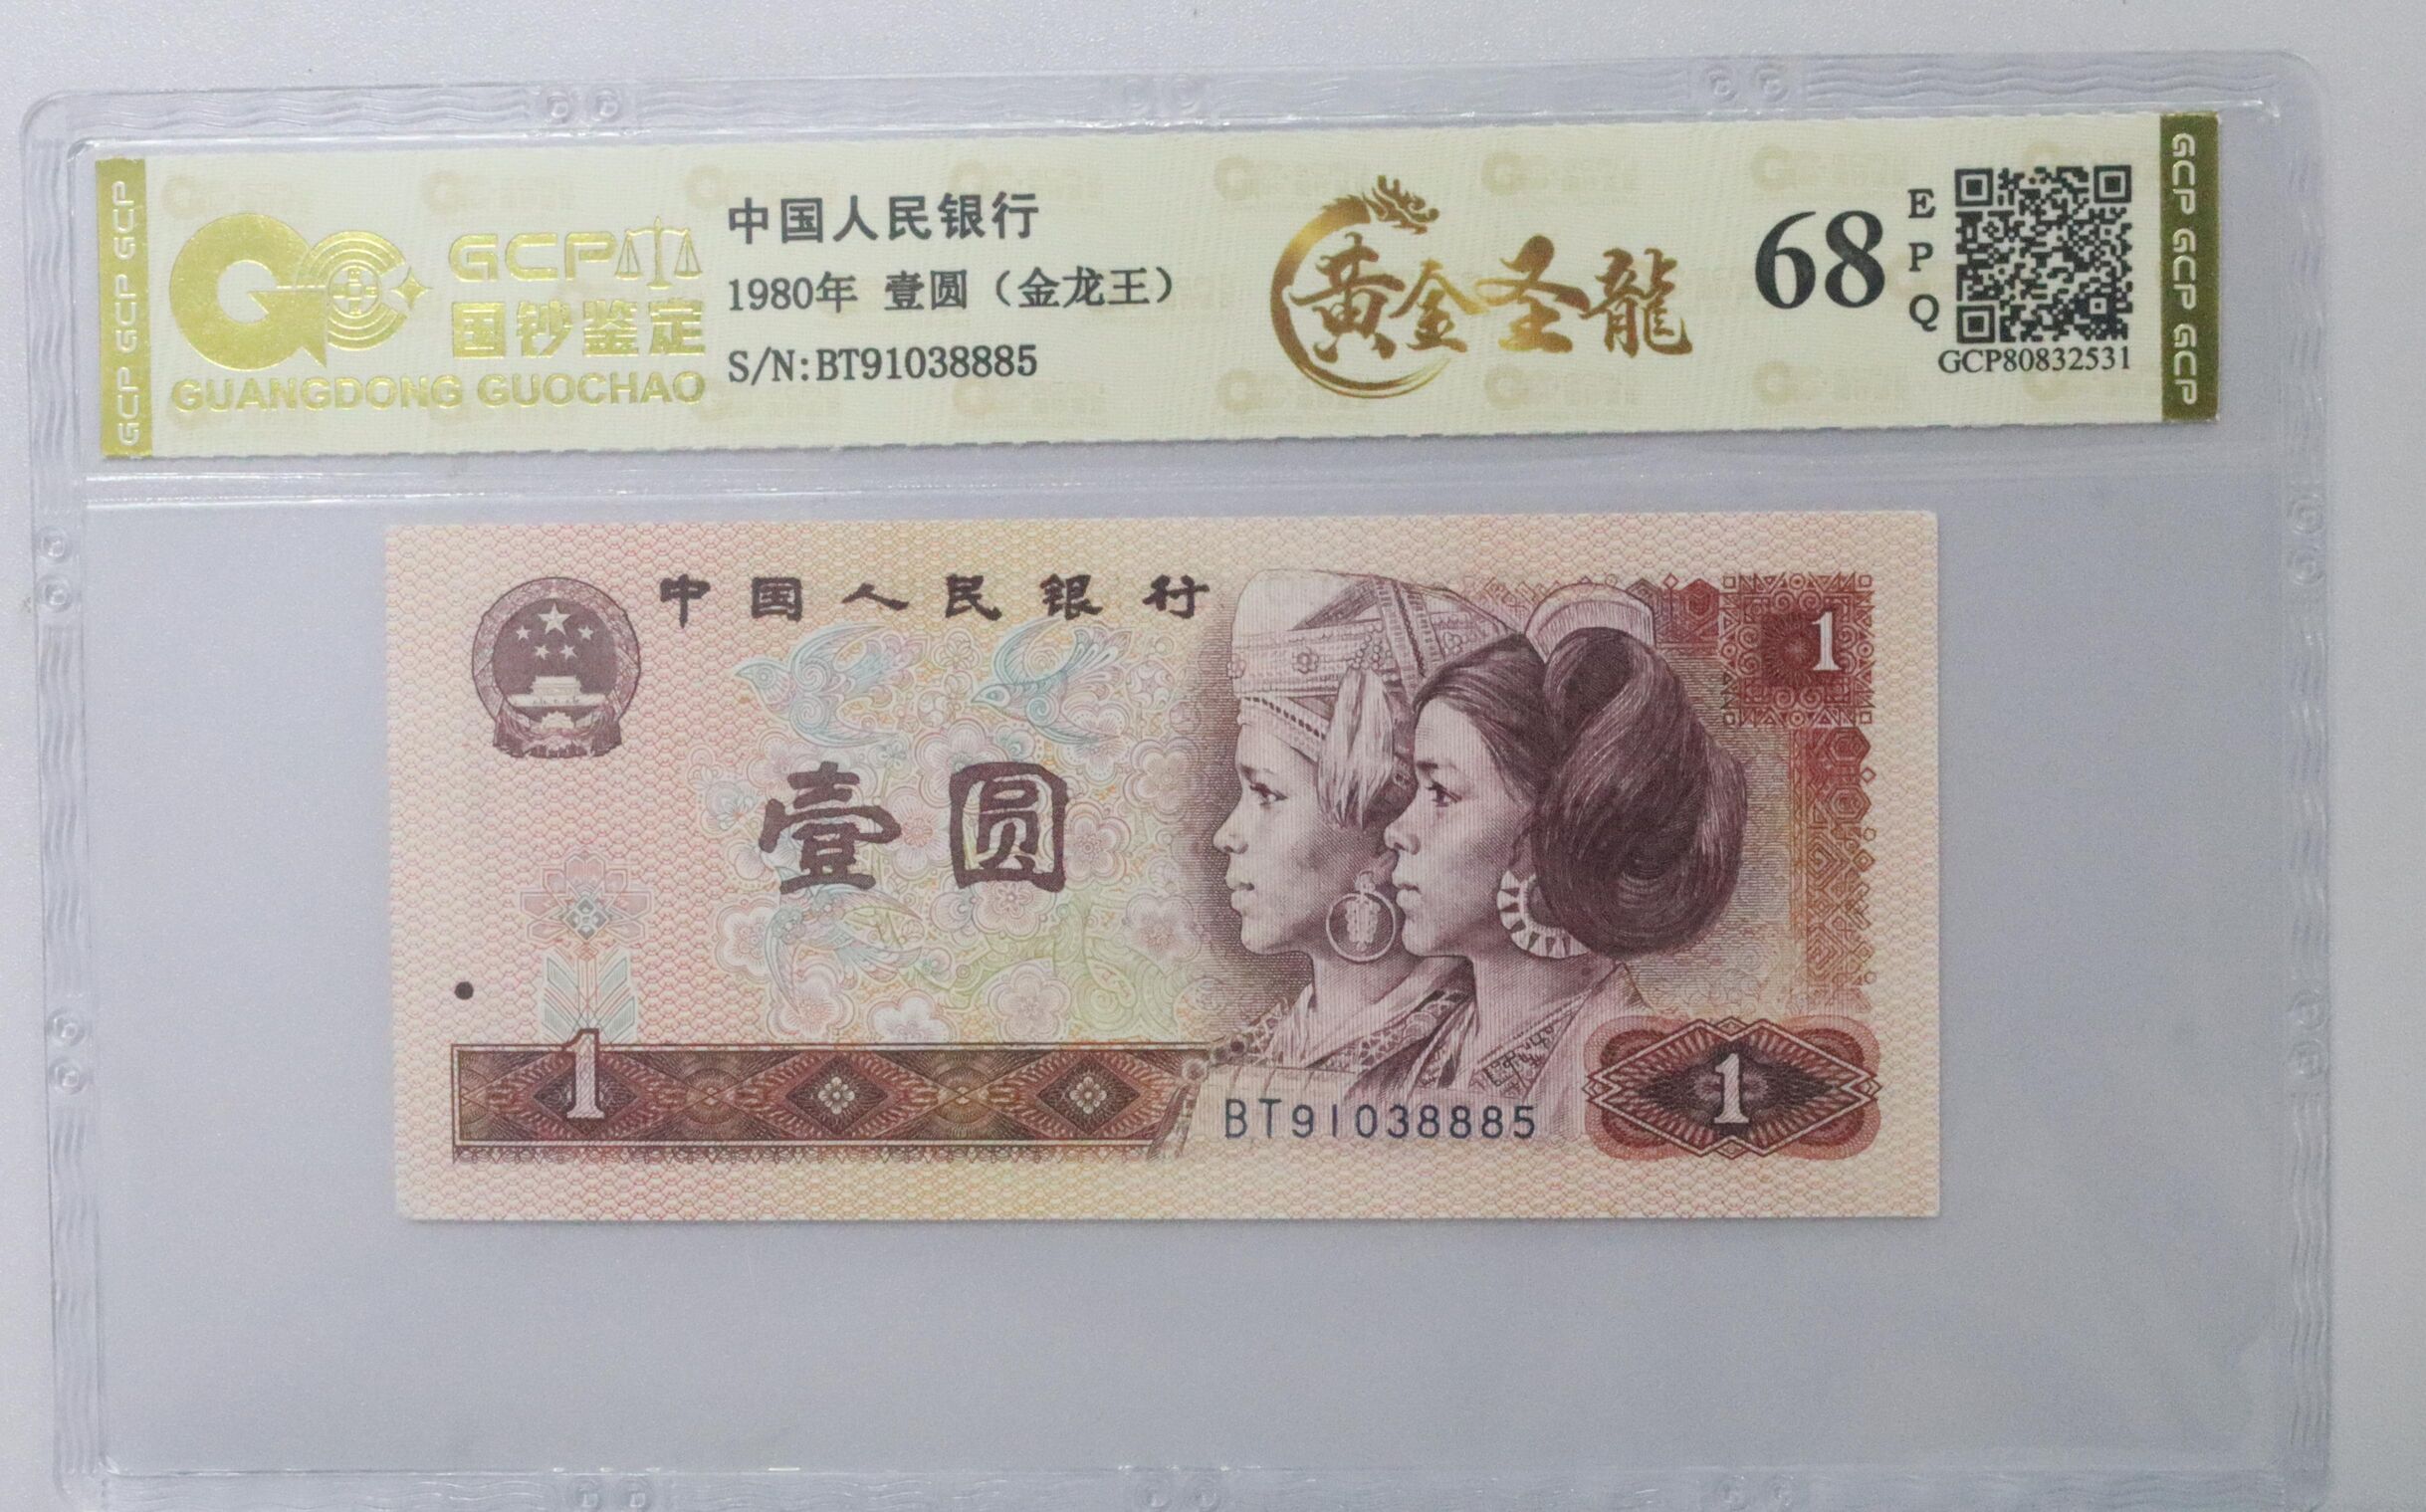 GCP GCP GCP
GCP
国钞鉴定
GUANGDONG GUOCHAO
中国人民银行
1980年 壹圆（金龙王）
S/N:BT91038885
黄金圣龍
68
EPQ
GCP80832531
GCP GCP GCP
中国人民银行
1
壹圆
1
BT91038885
1